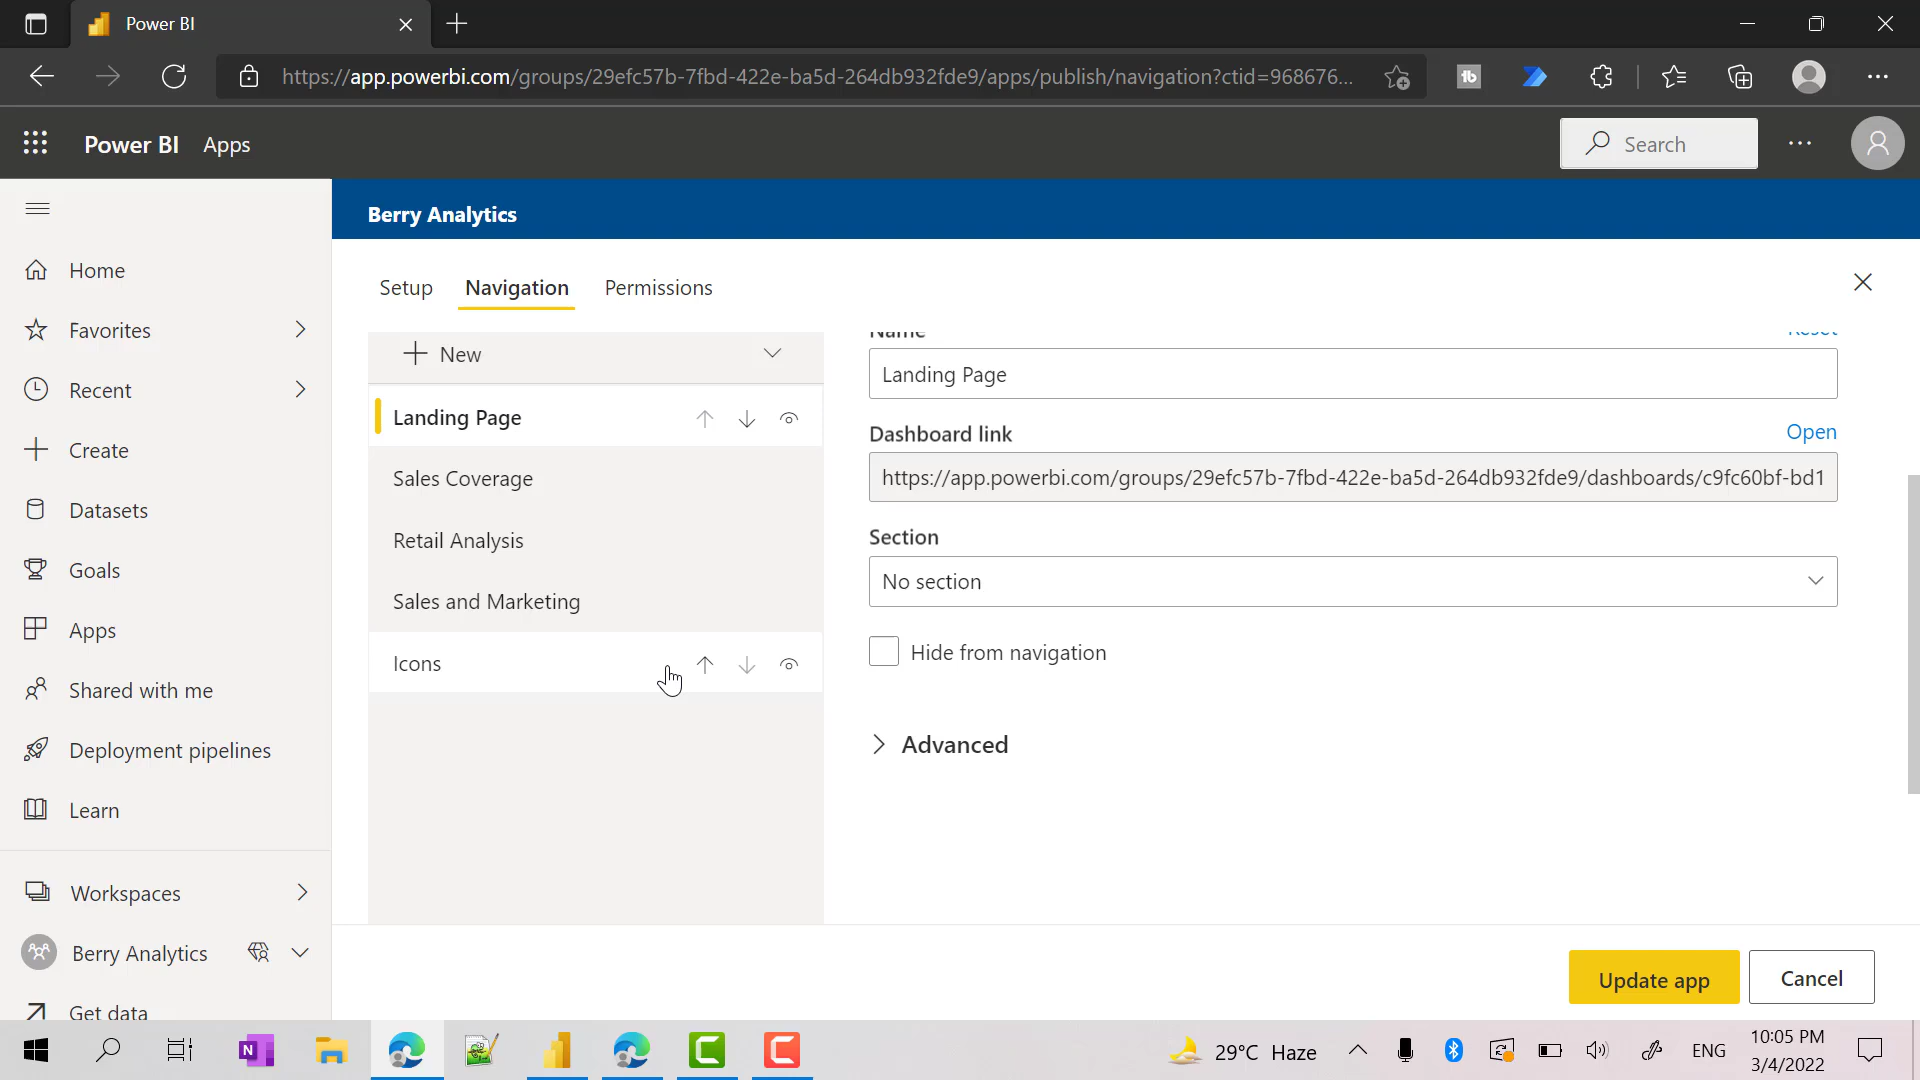 Power BI
https://app.powerbi.com/groups/29efc57b-7fbd-422e-ba5d-264db932fde9/apps/publish/navigation?ctid=968676...
Power BI Apps
Search
Berry Analytics
Home
Favorites
Recent
Create
Datasets
Goals
Apps
Shared with me
Deployment pipelines
Learn
Workspaces
Berry Analytics
Get data
Setup Navigation Permissions
New
Landing Page
Sales Coverage
Retail Analysis
Sales and Marketing
Icons
Name Reset
Landing Page
Dashboard link Open
https://app.powerbi.com/groups/29efc57b-7fbd-422e-ba5d-264db932fde9/dashboards/c9fc60bf-bd1
Section
No section
Hide from navigation
Advanced
Update app Cancel
29°C Haze
ENG
10:05 PM
3/4/2022